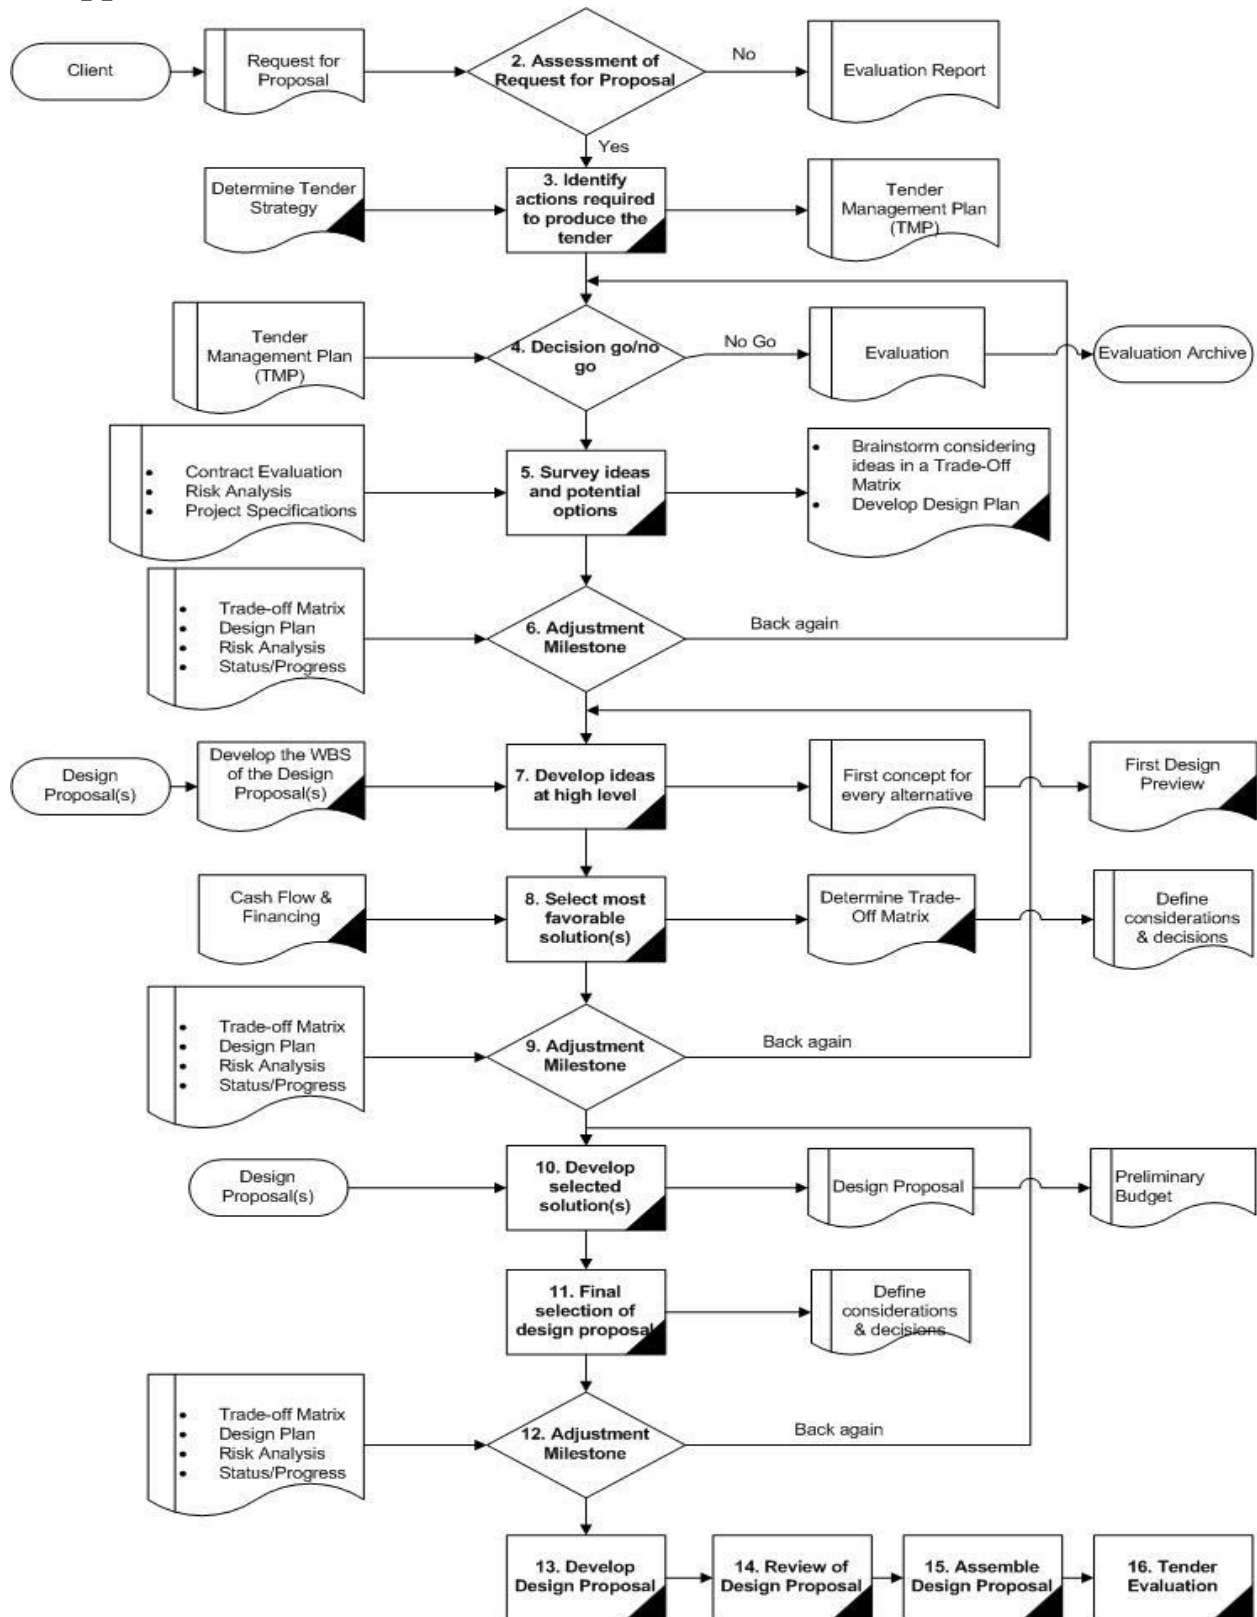 Client
Request for
Proposal
2. Assessment of
Request for Proposal
No
Evaluation Report
Yes
Determine Tender
Strategy
3. Identify
actions required
to produce the
tender
Tender
Management Plan
(TMP)
Tender
Management Plan
(TMP)
4. Decision go/no
go
No Go
Evaluation
Evaluation Archive
Contract Evaluation
Risk Analysis
Project Specifications
5. Survey ideas
and potential
options
Brainstorm considering
ideas in a Trade-Off
Matrix
Develop Design Plan
Trade-off Matrix
Design Plan
Risk Analysis
Status/Progress
6. Adjustment
Milestone
Back again
Design
Proposal(s)
Develop the WBS
of the Design
Proposal(s)
7. Develop ideas
at high level
First concept for
every alternative
First Design
Preview
Cash Flow &
Financing
8. Select most
favorable
solution(s)
Determine Trade-
Off Matrix
Define
considerations
& decisions
Trade-off Matrix
Design Plan
Risk Analysis
Status/Progress
9. Adjustment
Milestone
Back again
Design
Proposal(s)
10. Develop
selected
solution(s)
Design Proposal
Preliminary
Budget
11. Final
selection of
design proposal
Define
considerations
& decisions
Trade-off Matrix
Design Plan
Risk Analysis
Status/Progress
12. Adjustment
Milestone
Back again
13. Develop
Design Proposal
14. Review of
Design Proposal
15. Assemble
Design Proposal
16. Tender
Evaluation